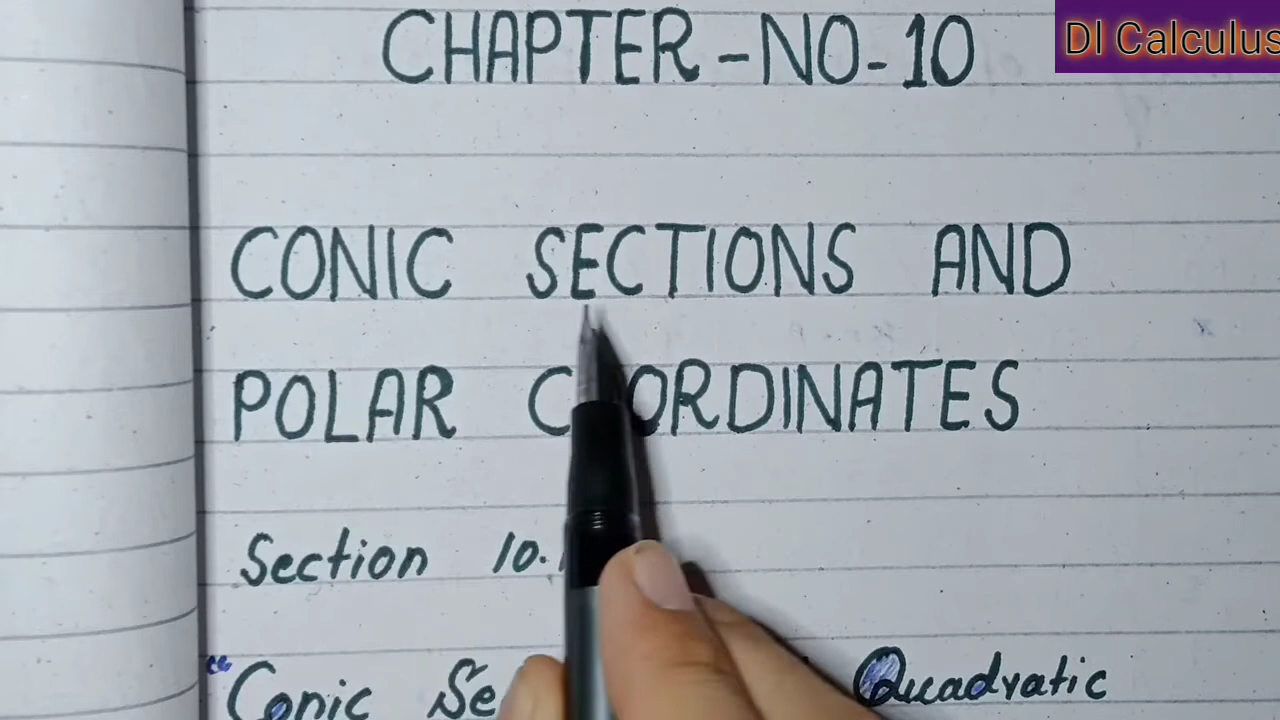 CHAPTER-NO-10
DI Calculus
CONIC SECTIONS AND
POLAR COORDINATES
Section 10.
"Conic Quadratic